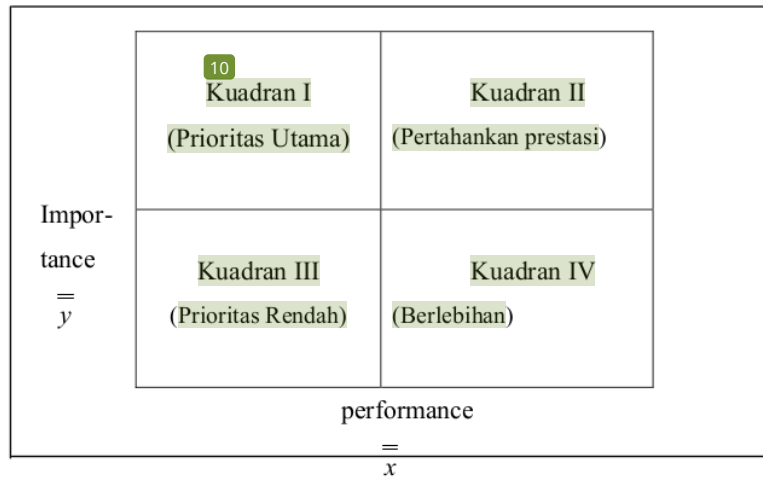 10
Kuadran I
(Prioritas Utama)
Kuadran II
(Pertahankan prestasi)
Impor-
tance
y
Kuadran III
(Prioritas Rendah)
Kuadran IV
(Berlebihan)
performance
x